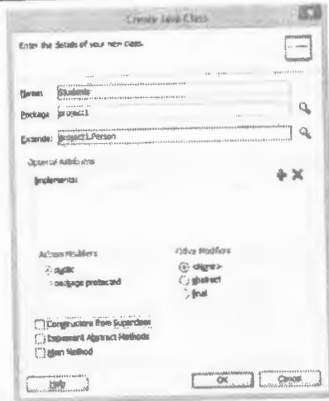 Create Java Class
Enter the details of your new class.
Name: Students
Package: project1
Extends: project1.Person
Optional Attributes
Implements:
Access Modifiers
Other Modifiers
public
<None>
package protected
abstract
final
Constructors from Superclass
Implement Abstract Methods
Main Method
Help
OK
Cancel